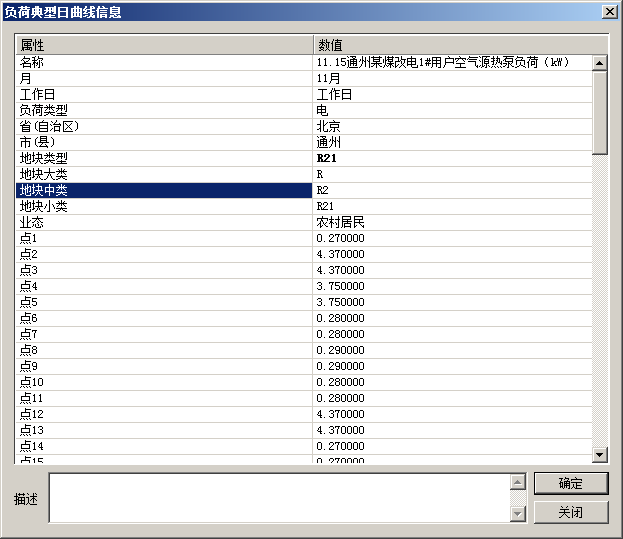 负荷典型日曲线信息
属性 数值
名称 11.15通州某煤改电1#用户空气源热泵负荷（kW）
月 11月
工作日 工作日
负荷类型 电
省(自治区) 北京
市(县) 通州
地块类型 R21
地块大类 R
地块中类 R2
地块小类 R21
业态 农村居民
点1 0.270000
点2 4.370000
点3 4.370000
点4 3.750000
点5 3.750000
点6 0.280000
点7 0.280000
点8 0.290000
点9 0.290000
点10 0.280000
点11 0.280000
点12 4.370000
点13 4.370000
点14 0.270000
点15 0.270000
描述
确定
关闭